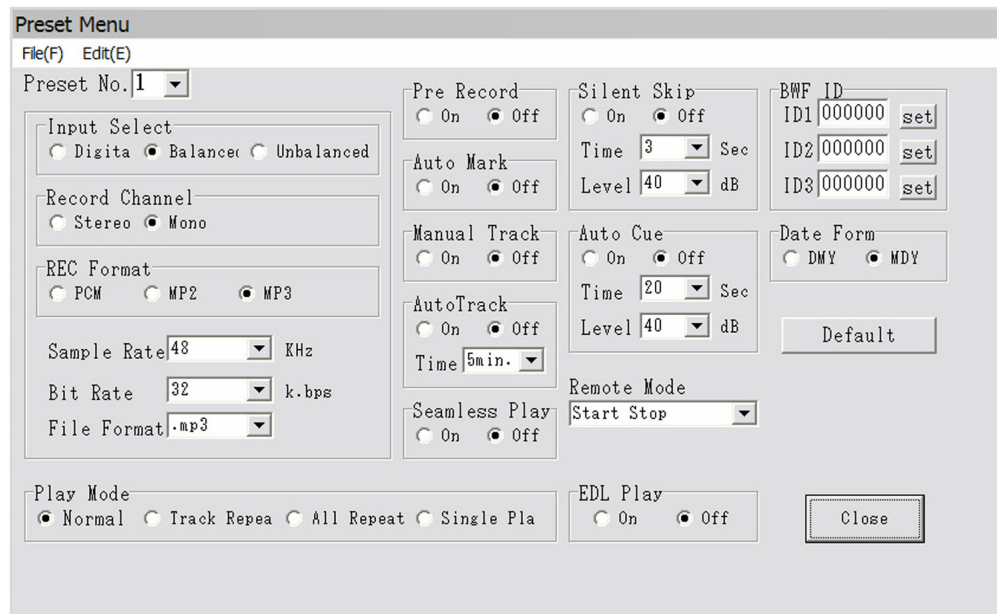 Preset Menu
File(F) Edit(E)
Preset No. 1
Input Select
Digita Balanced Unbalanced
Record Channel
Stereo Mono
REC Format
PCM MP2 MP3
Sample Rate 48 KHz
Bit Rate 32 k.bps
File Format .mp3
Pre Record
On Off
Auto Mark
On Off
Manual Track
On Off
AutoTrack
On Off
Time 5min.
Seamless Play
On Off
Silent Skip
On Off
Time 3 Sec
Level 40 dB
Auto Cue
On Off
Time 20 Sec
Level 40 dB
Remote Mode
Start Stop
BWF ID
ID1 000000 set
ID2 000000 set
ID3 000000 set
Date Form
DMY MDY
Default
Play Mode
Normal Track Repea All Repeat Single Pla
EDL Play
On Off
Close